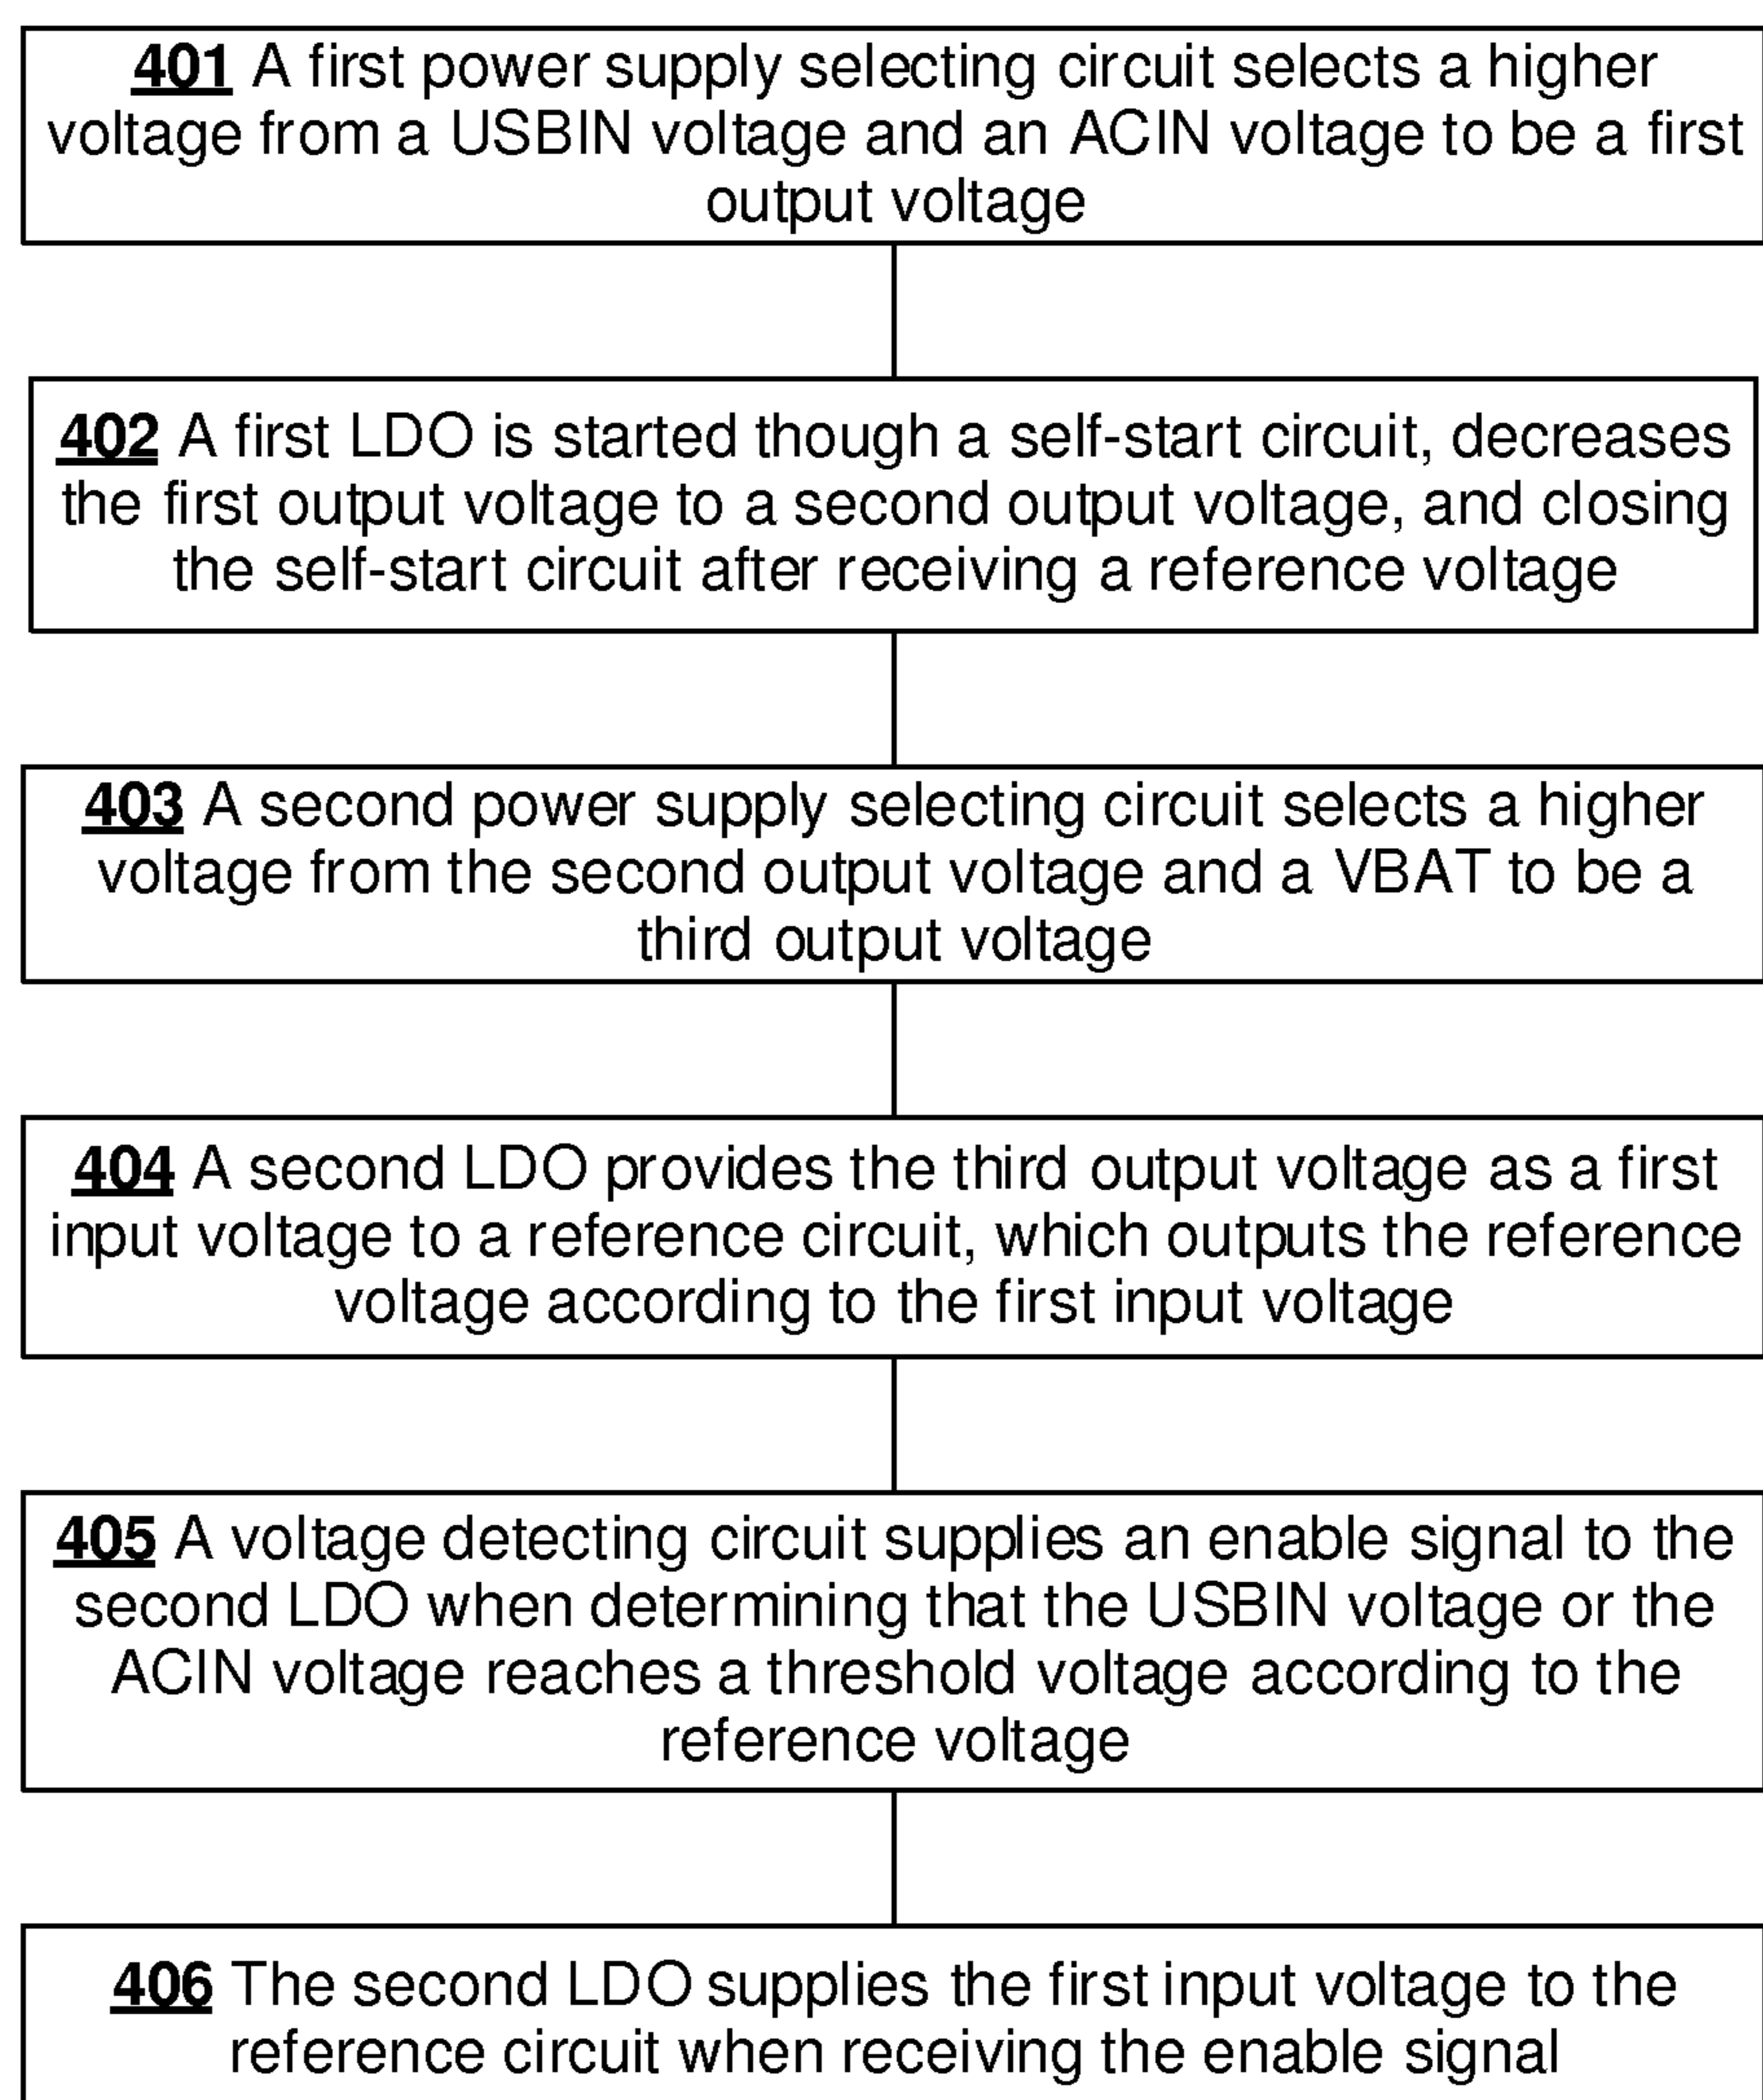 401 A first power supply selecting circuit selects a higher
voltage from a USBIN voltage and an ACIN voltage to be a first
output voltage
402 A first LDO is started though a self-start circuit, decreases
the first output voltage to a second output voltage, and closing
the self-start circuit after receiving a reference voltage
403 A second power supply selecting circuit selects a higher
voltage from the second output voltage and a VBAT to be a
third output voltage
404 A second LDO provides the third output voltage as a first
input voltage to a reference circuit, which outputs the reference
voltage according to the first input voltage
405 A voltage detecting circuit supplies an enable signal to the
second LDO when determining that the USBIN voltage or the
ACIN voltage reaches a threshold voltage according to the
reference voltage
406 The second LDO supplies the first input voltage to the
reference circuit when receiving the enable signal